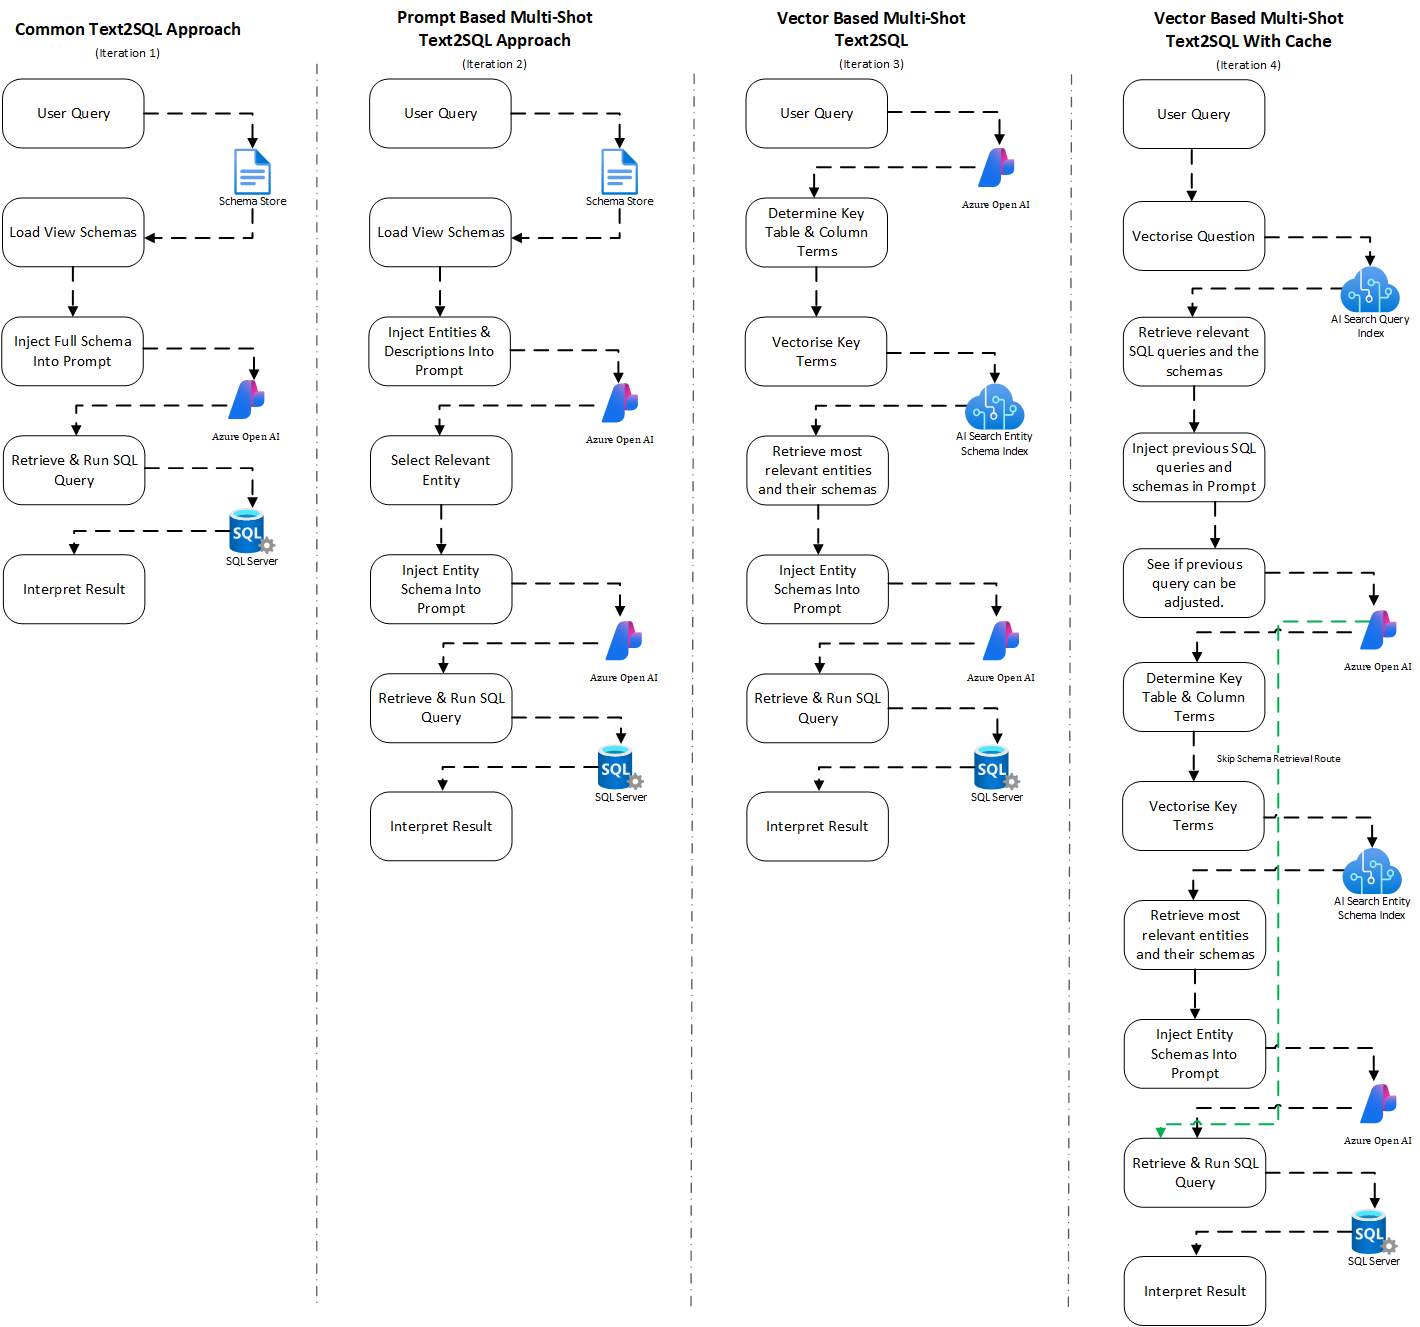 Common Text2SQL Approach
(Iteration 1)
User Query
Schema Store
Load View Schemas
Inject Full Schema
Into Prompt
Azure Open AI
Retrieve & Run SQL
Query
SQL
SQL Server
Interpret Result
Prompt Based Multi-Shot
Text2SQL Approach
(Iteration 2)
User Query
Schema Store
Load View Schemas
Inject Entities &
Descriptions Into
Prompt
Azure Open AI
Select Relevant
Entity
Inject Entity
Schema Into
Prompt
Azure Open AI
Retrieve & Run SQL
Query
SQL
SQL Server
Interpret Result
Vector Based Multi-Shot
Text2SQL
(Iteration 3)
User Query
Azure Open AI
Determine Key
Table & Column
Terms
Vectorise Key
Terms
AI Search Entity
Schema Index
Retrieve most
relevant entities
and their schemas
Inject Entity
Schemas Into
Prompt
Azure Open AI
Retrieve & Run SQL
Query
SQL
SQL Server
Interpret Result
Vector Based Multi-Shot
Text2SQL With Cache
(Iteration 4)
User Query
Vectorise Question
AI Search Query
Index
Retrieve relevant
SQL queries and the
schemas
Inject previous SQL
queries and
schemas in Prompt
See if previous
query can be
adjusted.
Azure Open AI
Determine Key
Table & Column
Terms
Skip Schema Retrieval Route
Vectorise Key
Terms
AI Search Entity
Schema Index
Retrieve most
relevant entities
and their schemas
Inject Entity
Schemas Into
Prompt
Azure Open AI
Retrieve & Run SQL
Query
SQL
SQL Server
Interpret Result